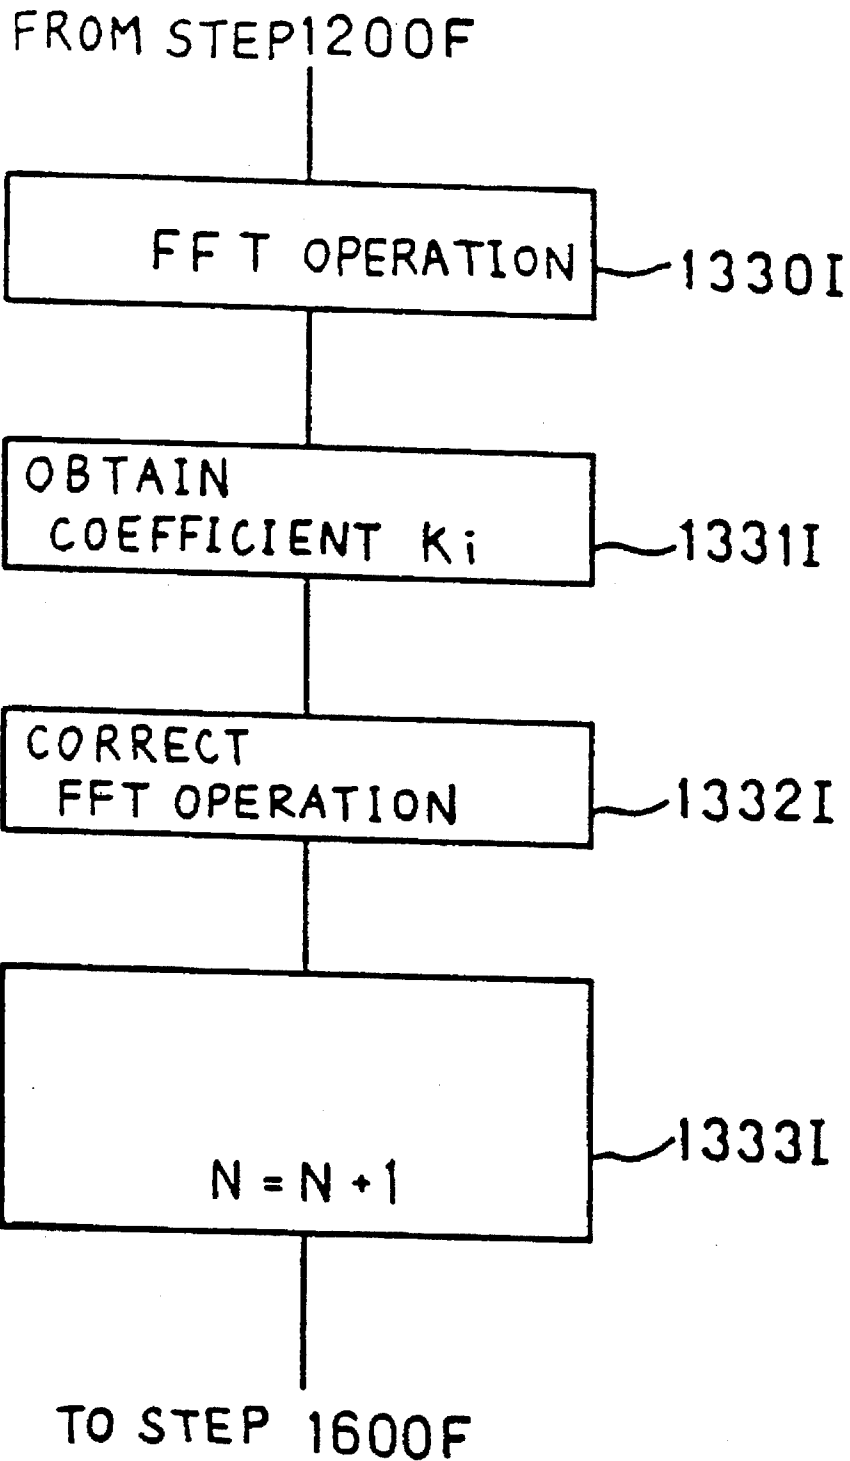 FROM STEP1200F
FFT OPERATION
1330I
OBTAIN
COEFFICIENT Ki
1331I
CORRECT
FFT OPERATION
1332I
N=N+1
1333I
TO STEP 1600F